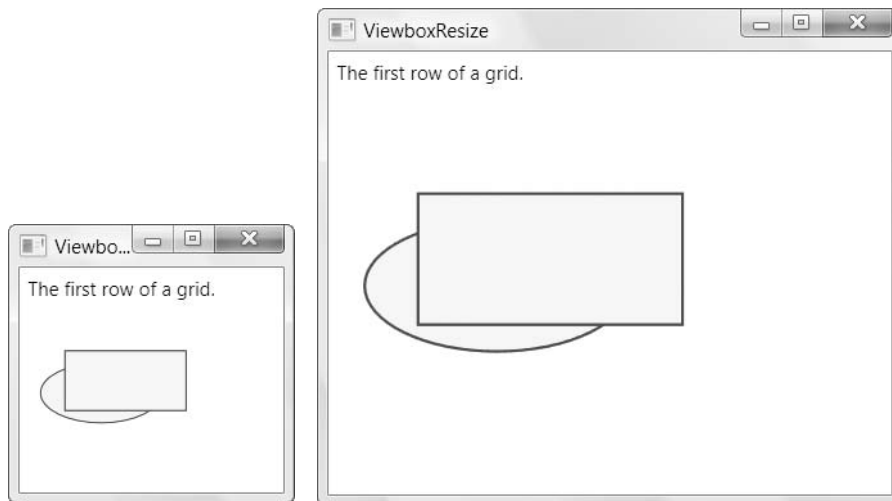 ViewboxResize
The first row of a grid.
Viewbo...
The first row of a grid.